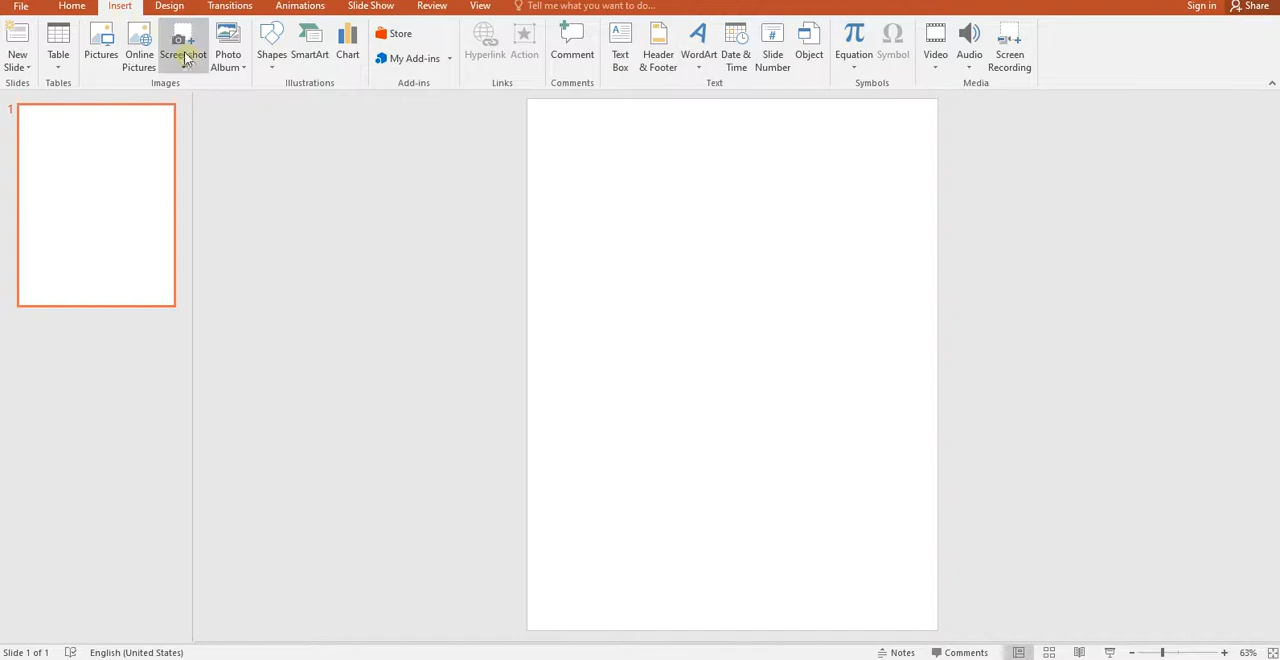 File Home Insert Design Transitions Animations Slide Show Review View Tell me what you want to do... Sign in Share
New Slide Table Pictures Online Pictures Screenshot Photo Album Shapes SmartArt Chart Store My Add-ins Hyperlink Action Comment Text Box Header & Footer WordArt Date & Time Slide Number # Object Equation π Symbol Ω Video Audio Screen Recording
Slides Tables Images Illustrations Add-ins Links Comments Text Symbols Media
1
Slide 1 of 1 English (United States) Notes Comments 63%